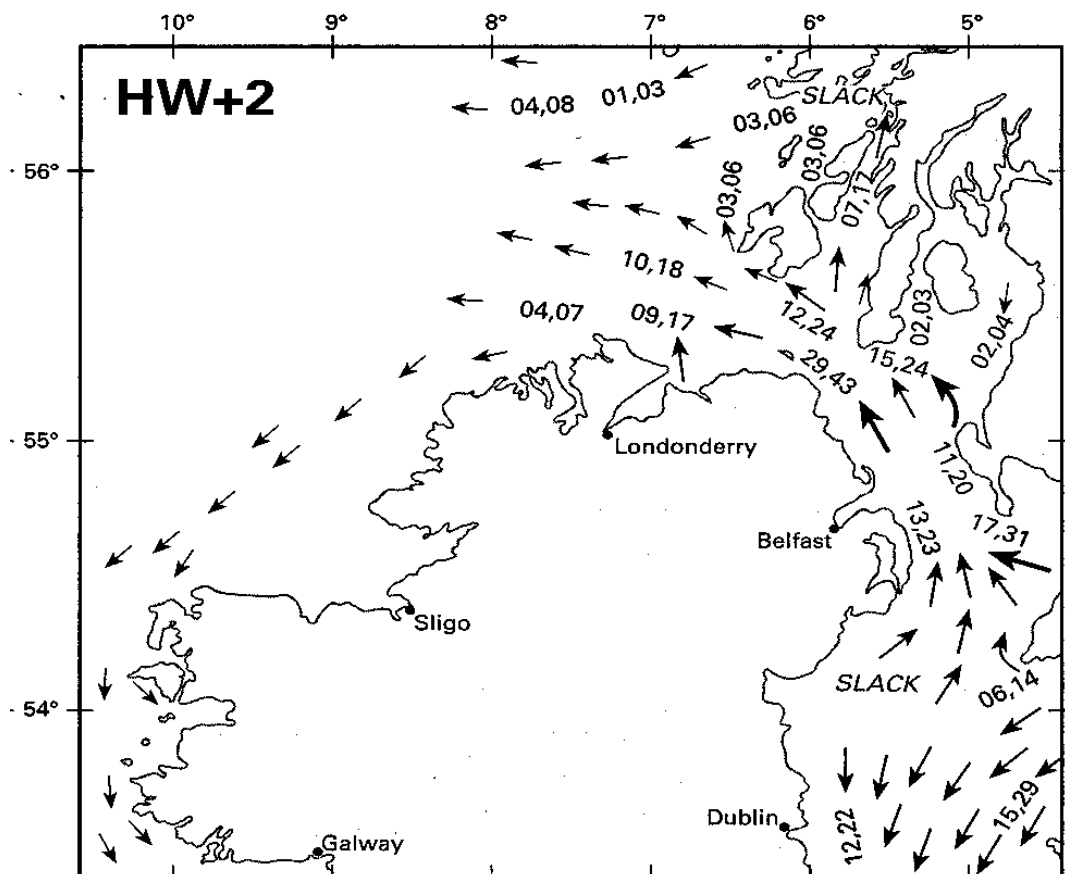 10° 9° 8° 7° 6° 5°
HW+2
04,08
01,03
SLACK
03,06
03,06
56°
03,06
07,17
10,18
04,07
09,17
12,24
02,03
02,04
29,43
15,24
55°
Londonderry
11,20
13,23
17,31
Belfast
Sligo
SLACK
06,14
54°
Dublin
12,22
15,29
Galway